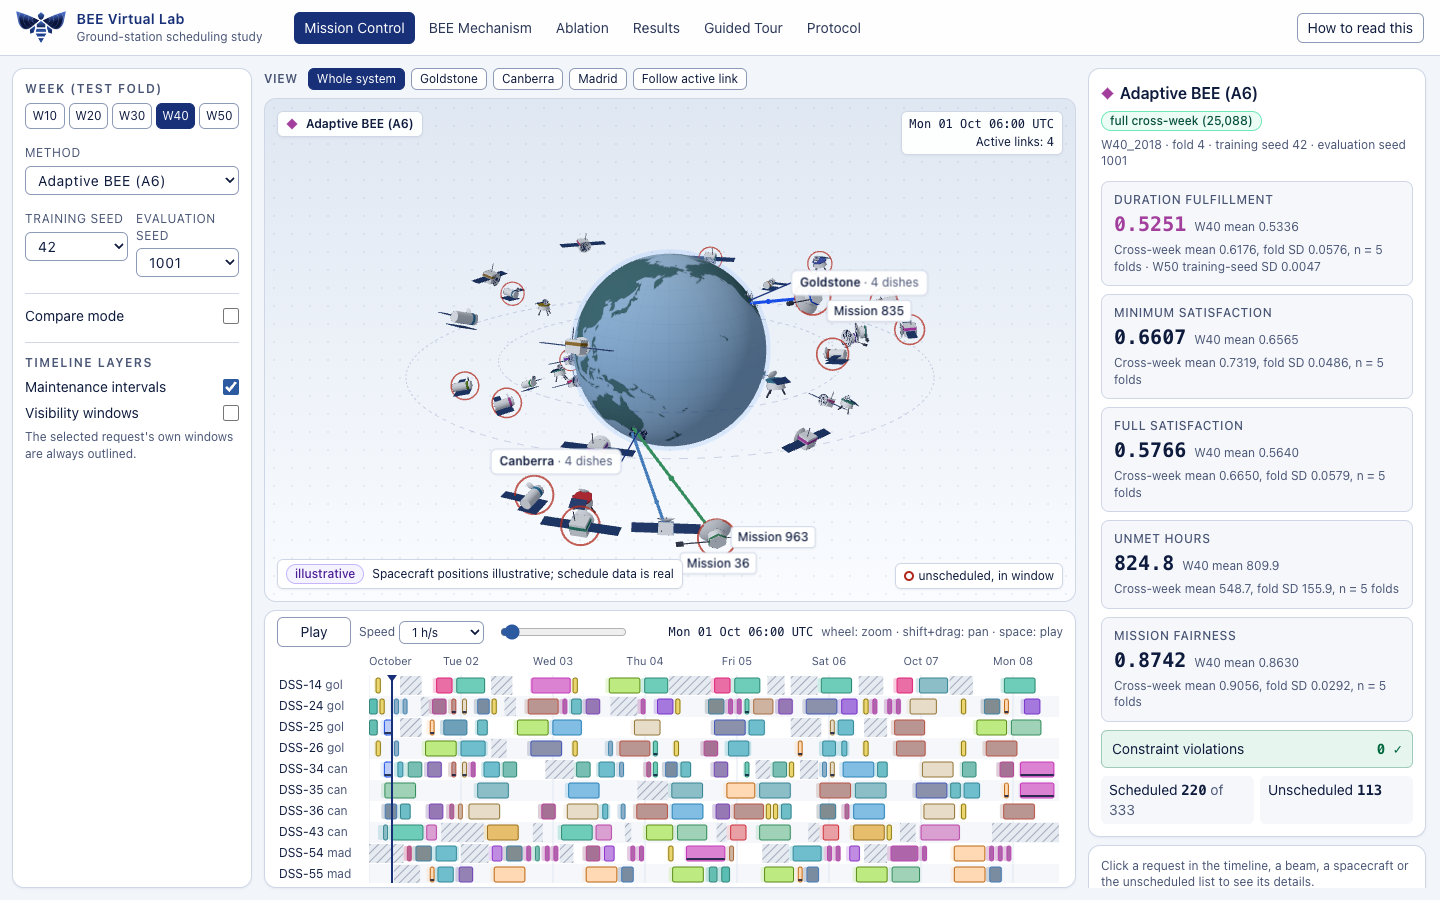 BEE Virtual Lab
Ground-station scheduling study
Mission Control
BEE Mechanism
Ablation
Results
Guided Tour
Protocol
How to read this
WEEK (TEST FOLD)
W10 W20 W30 W40 W50
METHOD
Adaptive BEE (A6)
TRAINING SEED
42
EVALUATION
SEED
1001
Compare mode
TIMELINE LAYERS
Maintenance intervals
Visibility windows
The selected request's own windows
are always outlined.
VIEW
Whole system
Goldstone
Canberra
Madrid
Follow active link
Adaptive BEE (A6)
Mon 01 Oct 06:00 UTC
Active links: 4
Goldstone · 4 dishes
Mission 835
Canberra · 4 dishes
Mission 963
Mission 36
illustrative Spacecraft positions illustrative; schedule data is real
unscheduled, in window
Play
Speed
1 h/s
Mon 01 Oct 06:00 UTC
wheel: zoom · shift+drag: pan · space: play
October Tue 02 Wed 03 Thu 04 Fri 05 Sat 06 Oct 07 Mon 08
DSS-14 gol
DSS-24 gol
DSS-25 gol
DSS-26 gol
DSS-34 can
DSS-35 can
DSS-36 can
DSS-43 can
DSS-54 mad
DSS-55 mad
Adaptive BEE (A6)
full cross-week (25,088)
W40_2018 · fold 4 · training seed 42 · evaluation seed
1001
DURATION FULFILLMENT
0.5251 W40 mean 0.5336
Cross-week mean 0.6176, fold SD 0.0576, n = 5
folds · W50 training-seed SD 0.0047
MINIMUM SATISFACTION
0.6607 W40 mean 0.6565
Cross-week mean 0.7319, fold SD 0.0486, n = 5
folds
FULL SATISFACTION
0.5766 W40 mean 0.5640
Cross-week mean 0.6650, fold SD 0.0579, n = 5
folds
UNMET HOURS
824.8 W40 mean 809.9
Cross-week mean 548.7, fold SD 155.9, n = 5 folds
MISSION FAIRNESS
0.8742 W40 mean 0.8630
Cross-week mean 0.9056, fold SD 0.0292, n = 5
folds
Constraint violations 0 ✓
Scheduled 220 of
333
Unscheduled 113
Click a request in the timeline, a beam, a spacecraft or
the unscheduled list to see its details.